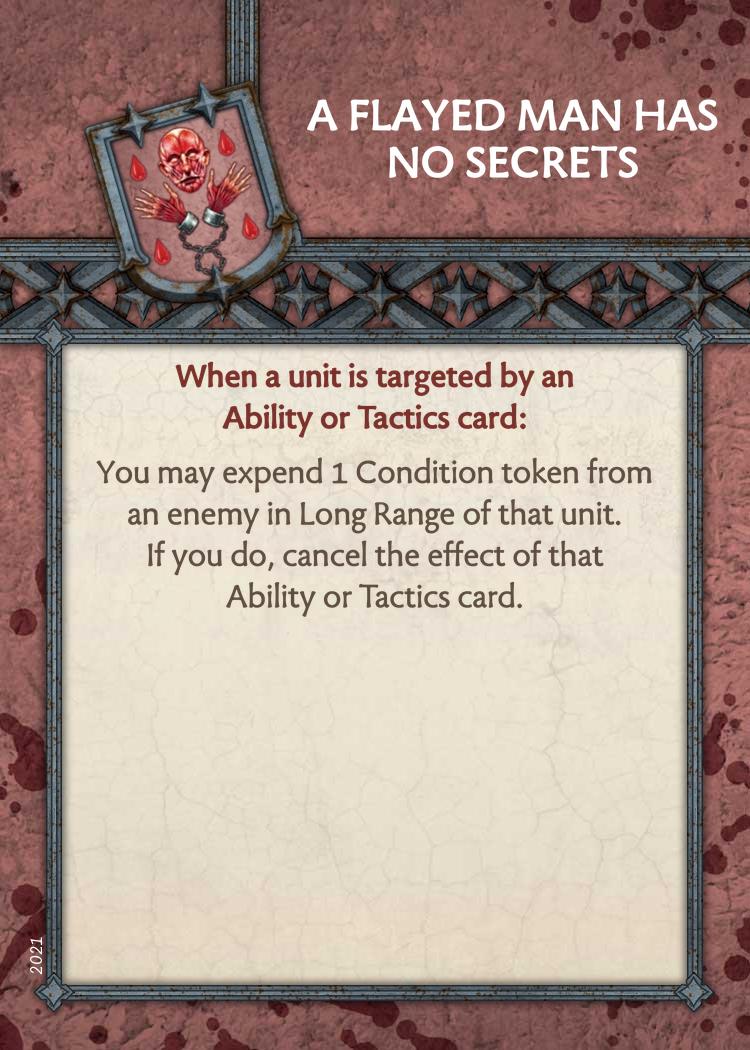 A FLAYED MAN HAS
NO SECRETS
When a unit is targeted by an
Ability or Tactics card:
You may expend 1 Condition token from
an enemy in Long Range of that unit.
If you do, cancel the effect of that
Ability or Tactics card.
2021